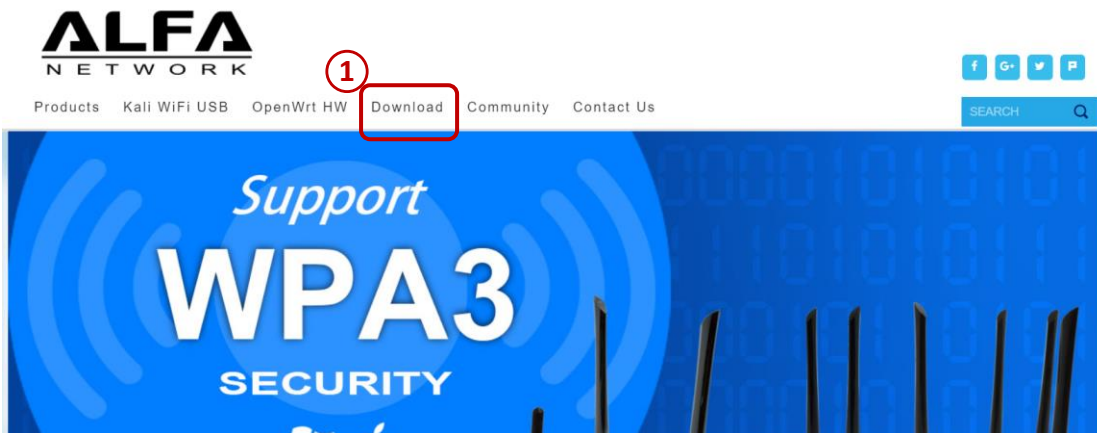 ALFA
NETWORK
1
f G+ P
Products Kali WiFi USB OpenWrt HW Download Community Contact Us
SEARCH
Support
WPA3
SECURITY